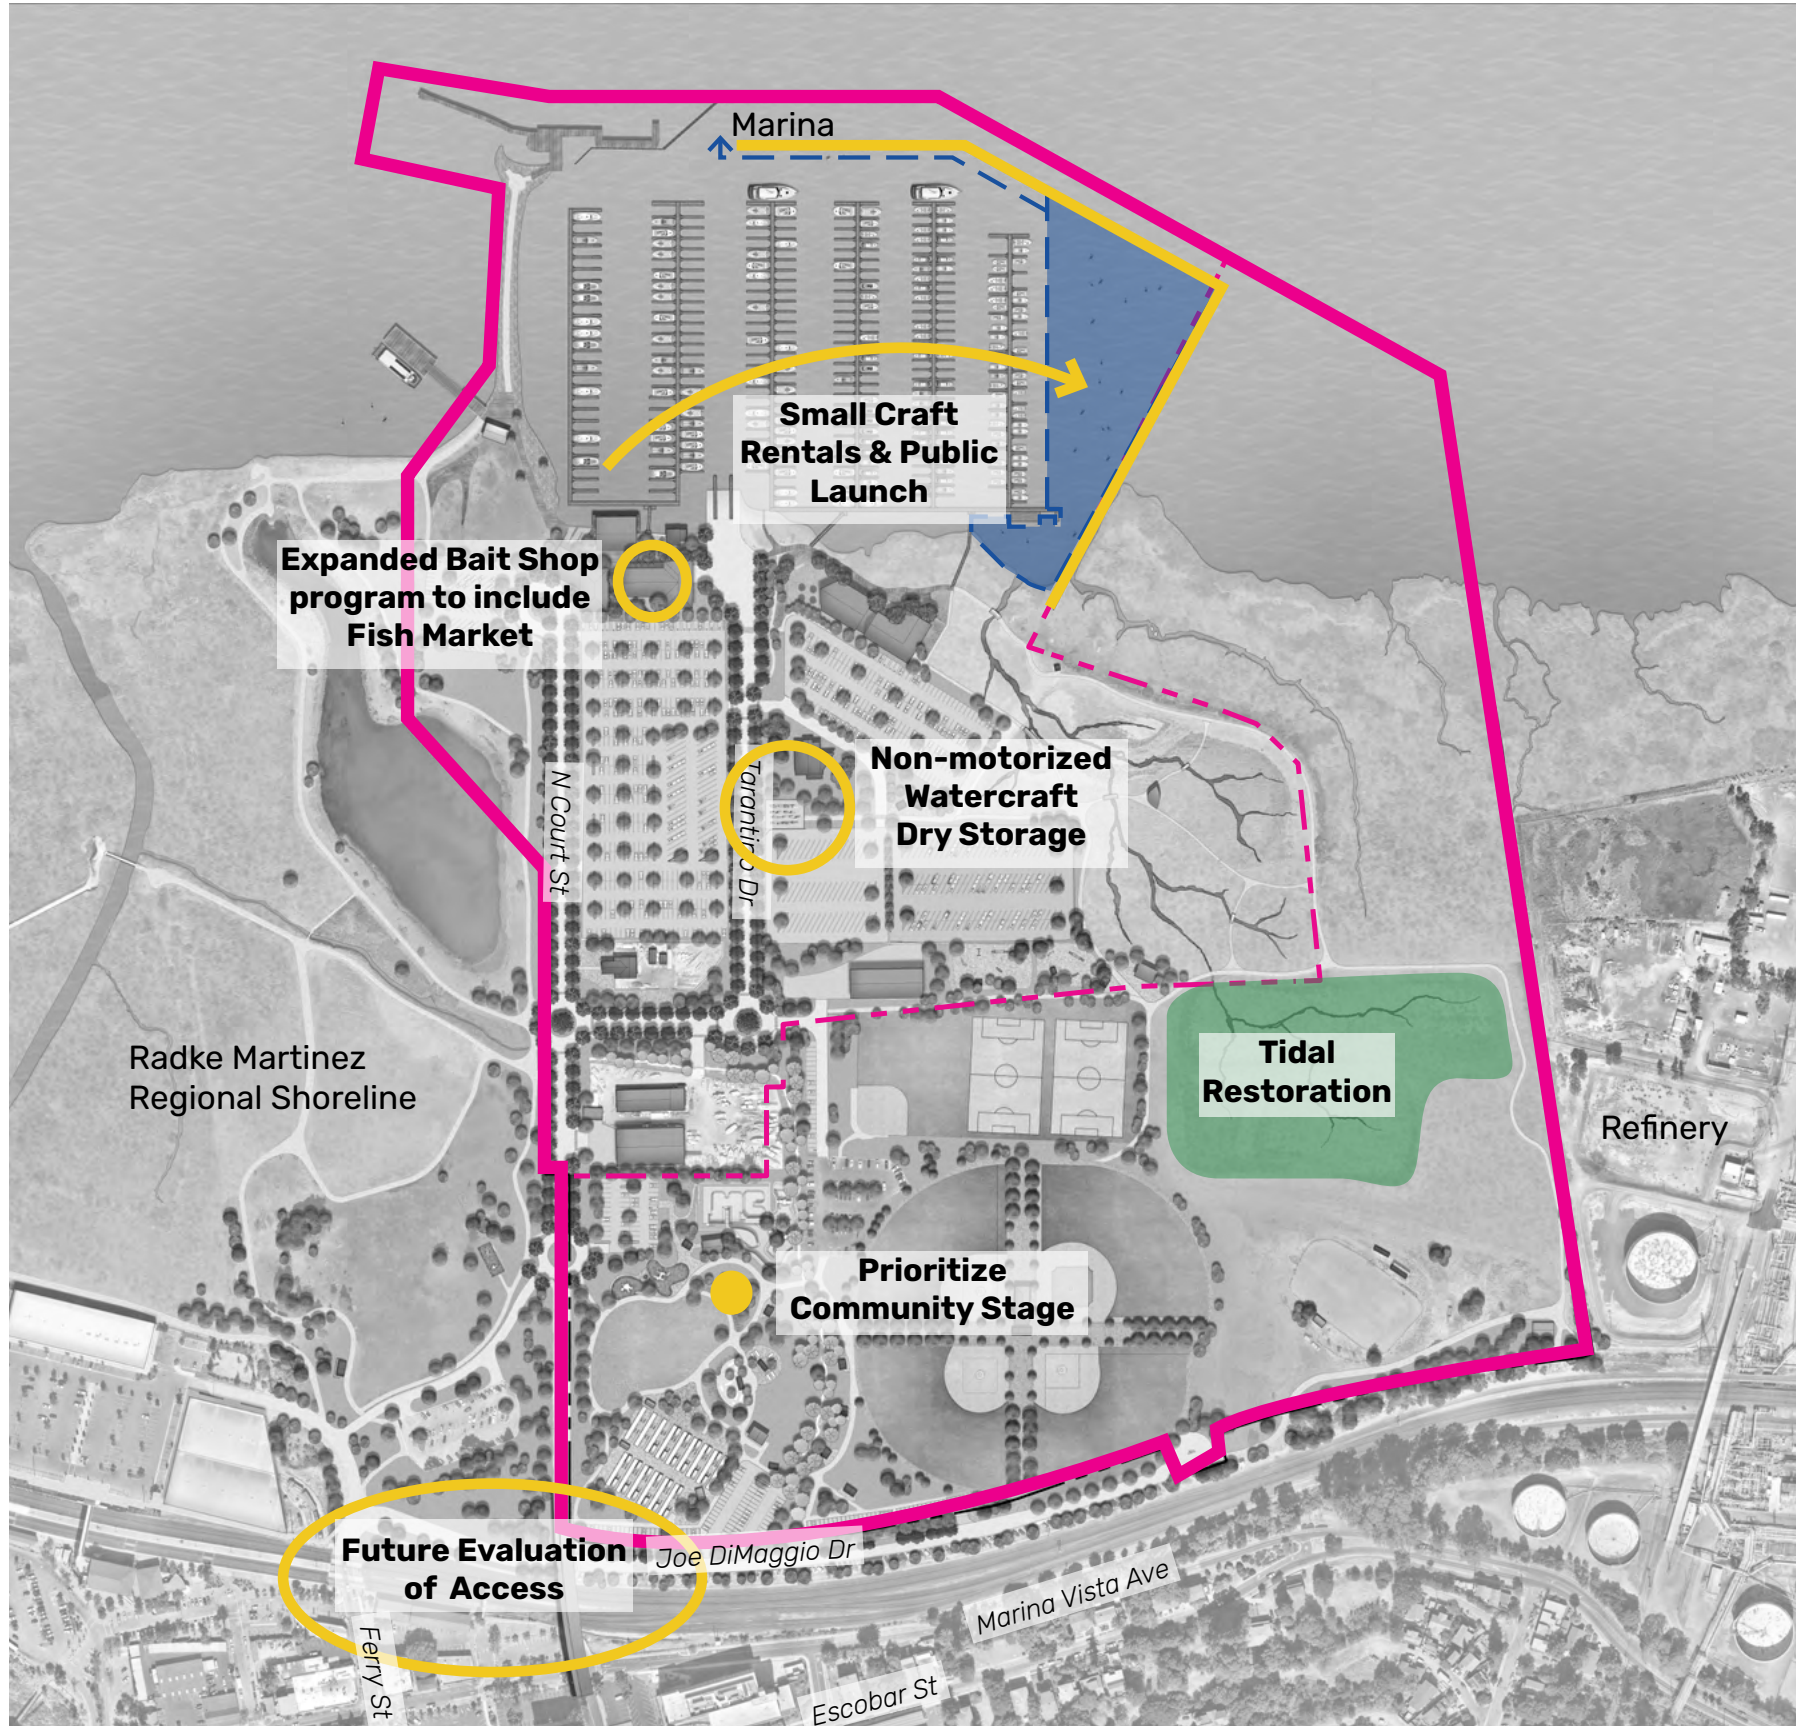 Marina
Small Craft
Rentals & Public
Launch
Expanded Bait Shop
program to include
Fish Market
Non-motorized
Watercraft
Dry Storage
N Court St
Tarantino Dr
Radke Martinez
Regional Shoreline
Tidal
Restoration
Refinery
Prioritize
Community Stage
Future Evaluation
of Access
Joe DiMaggio Dr
Marina Vista Ave
Ferry St
Escobar St